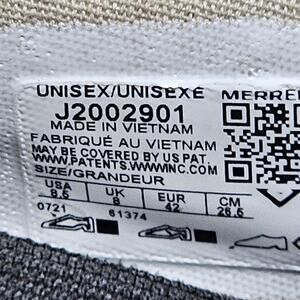 UNISEX/UNISEXE MERREL
J2002901
MADE IN VIETNAM
FABRIQUÉ AU VIETNAM
MAY BE COVERED BY US PAT.
WWW.PATENTS.WWWINC.COM
SIZE/GRANDEUR
USA UK EUR CM
8.5 8 42 26.5
0721 61374